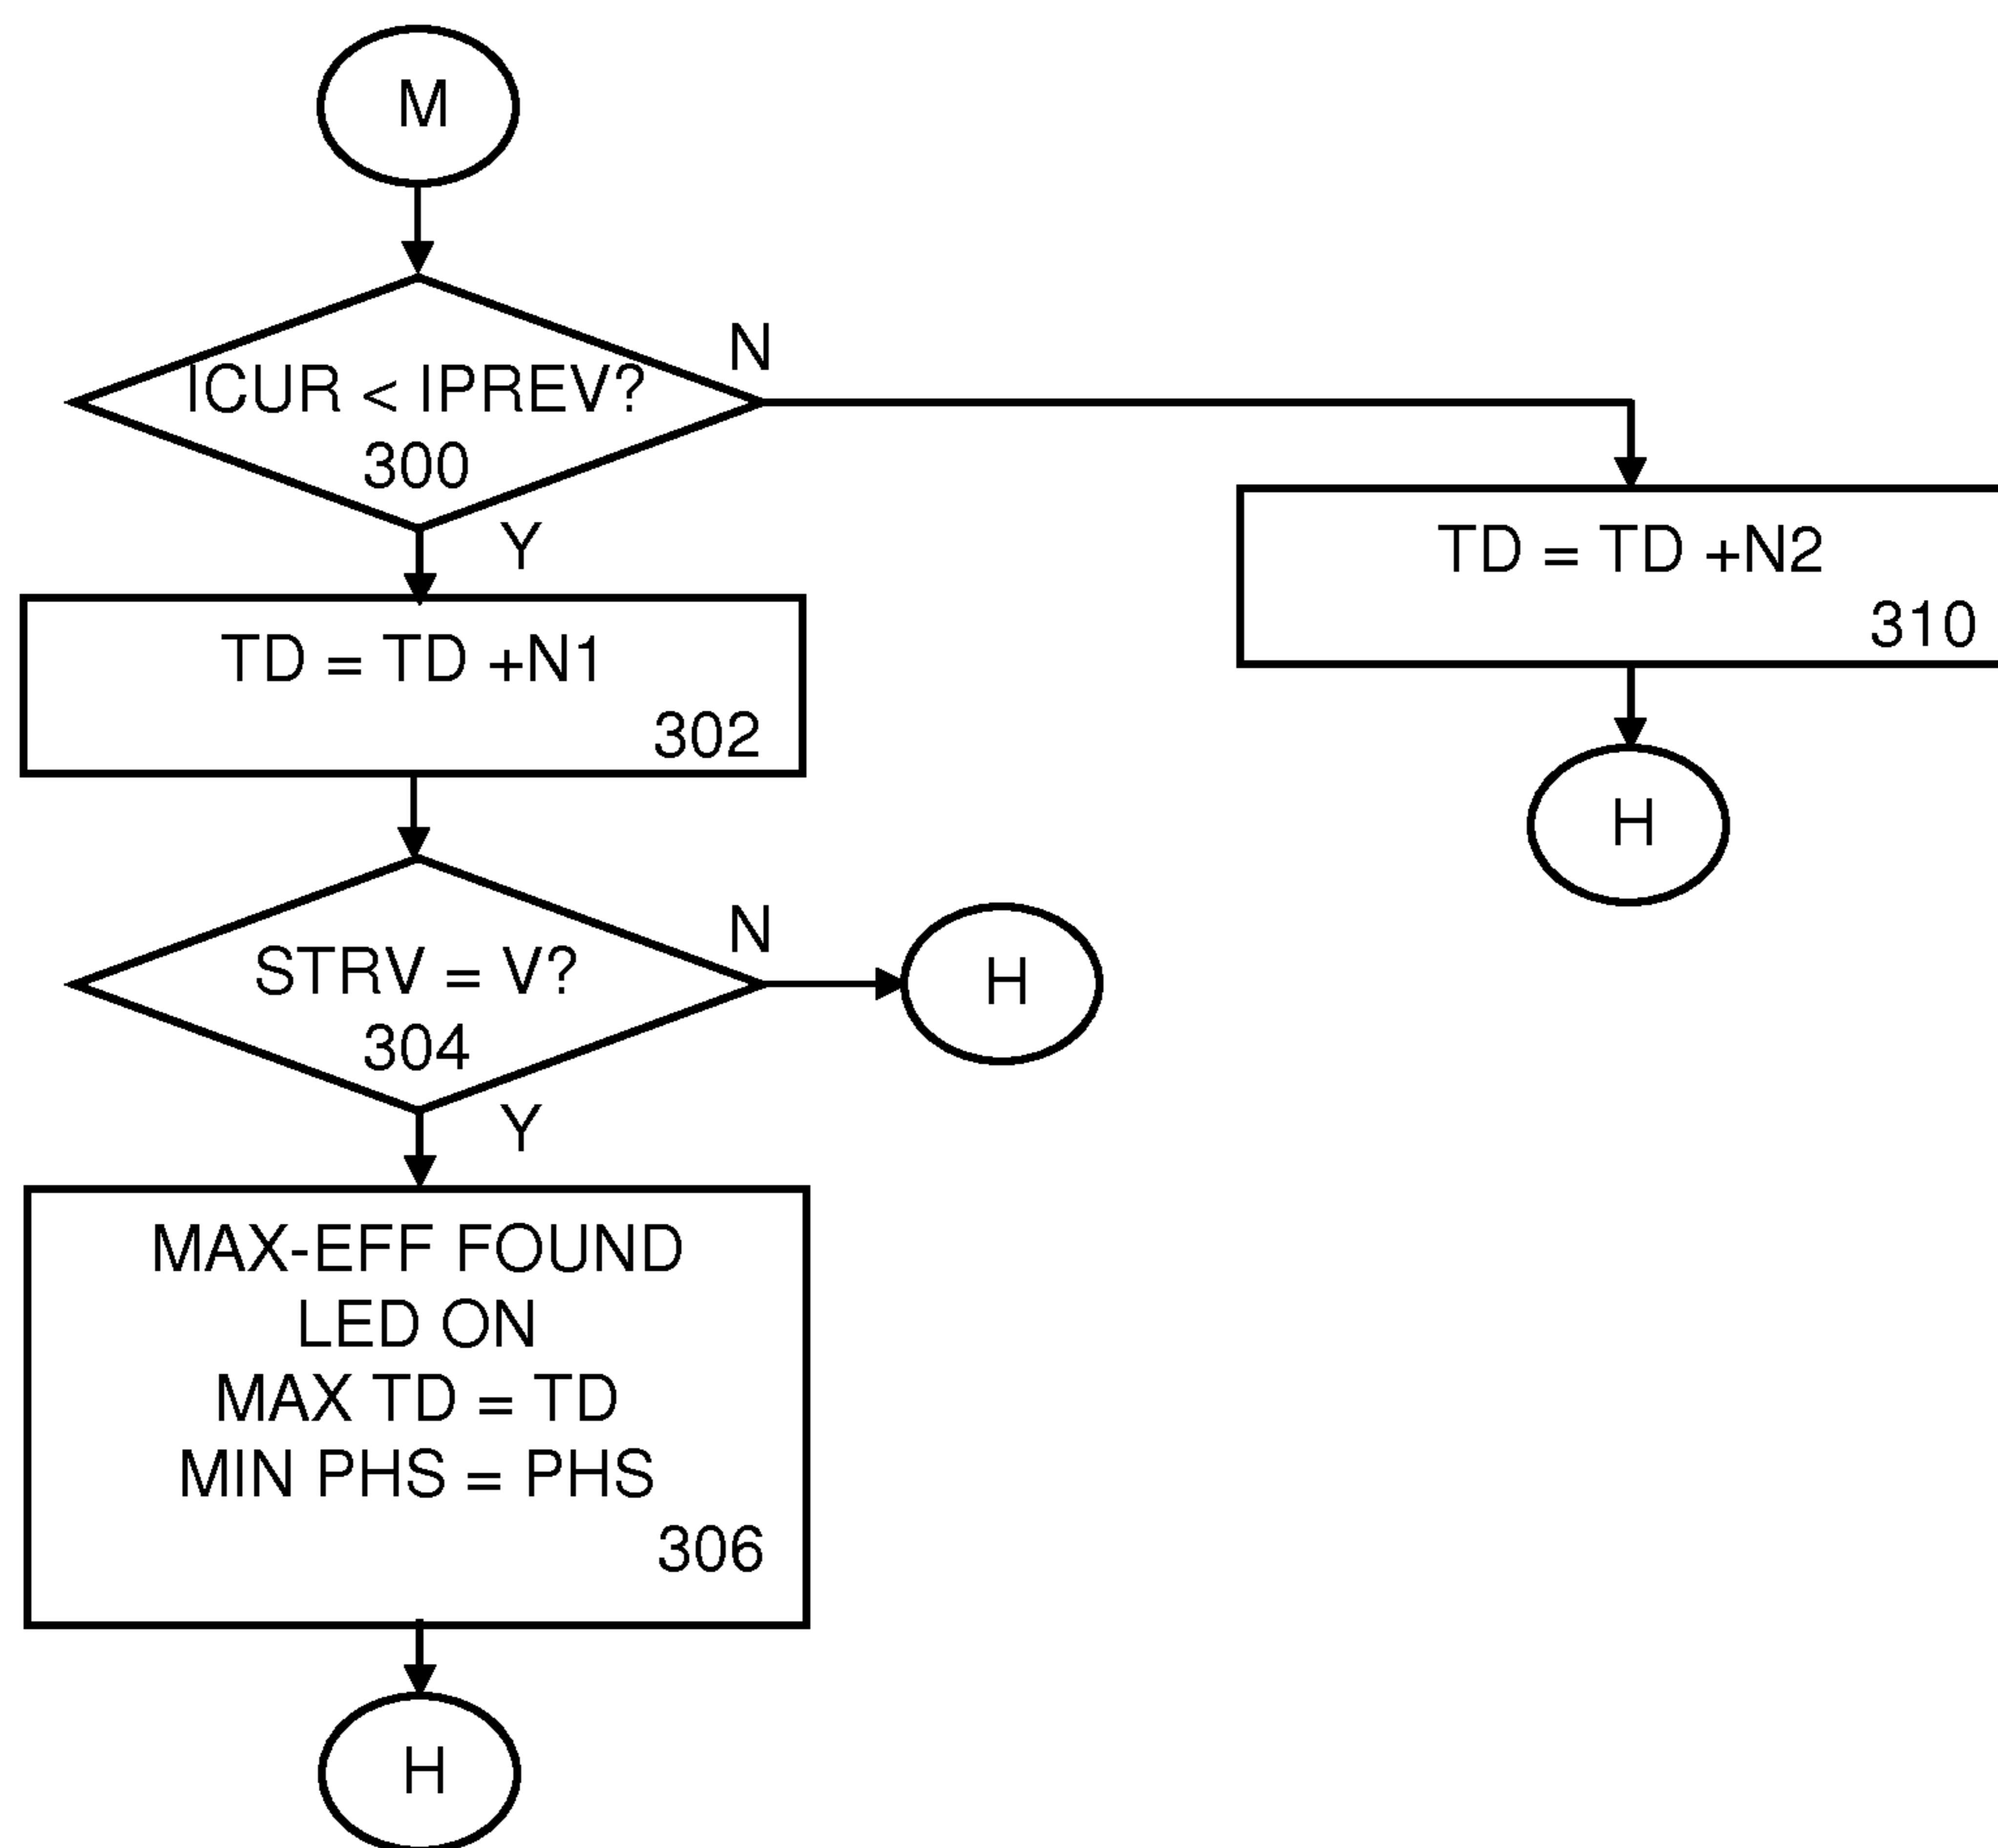 M
ICUR < IPREV?
300
N
Y
TD = TD +N2
310
H
TD = TD +N1
302
STRV = V?
304
N
H
Y
MAX-EFF FOUND
LED ON
MAX TD = TD
MIN PHS = PHS
306
H